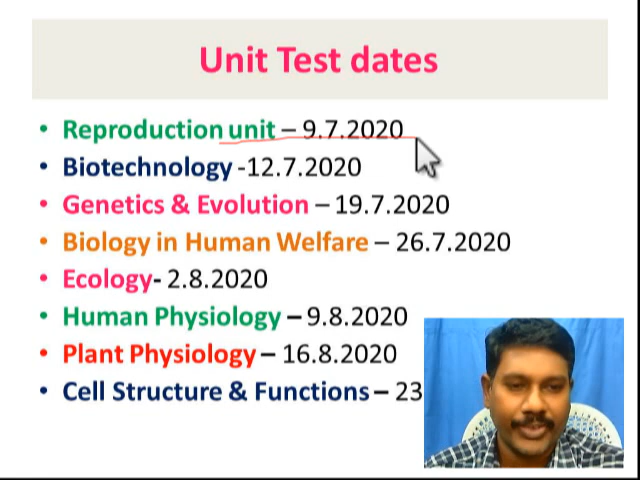 Unit Test dates
• Reproduction unit – 9.7.2020
• Biotechnology -12.7.2020
• Genetics & Evolution – 19.7.2020
• Biology in Human Welfare – 26.7.2020
• Ecology- 2.8.2020
• Human Physiology – 9.8.2020
• Plant Physiology – 16.8.2020
• Cell Structure & Functions – 23